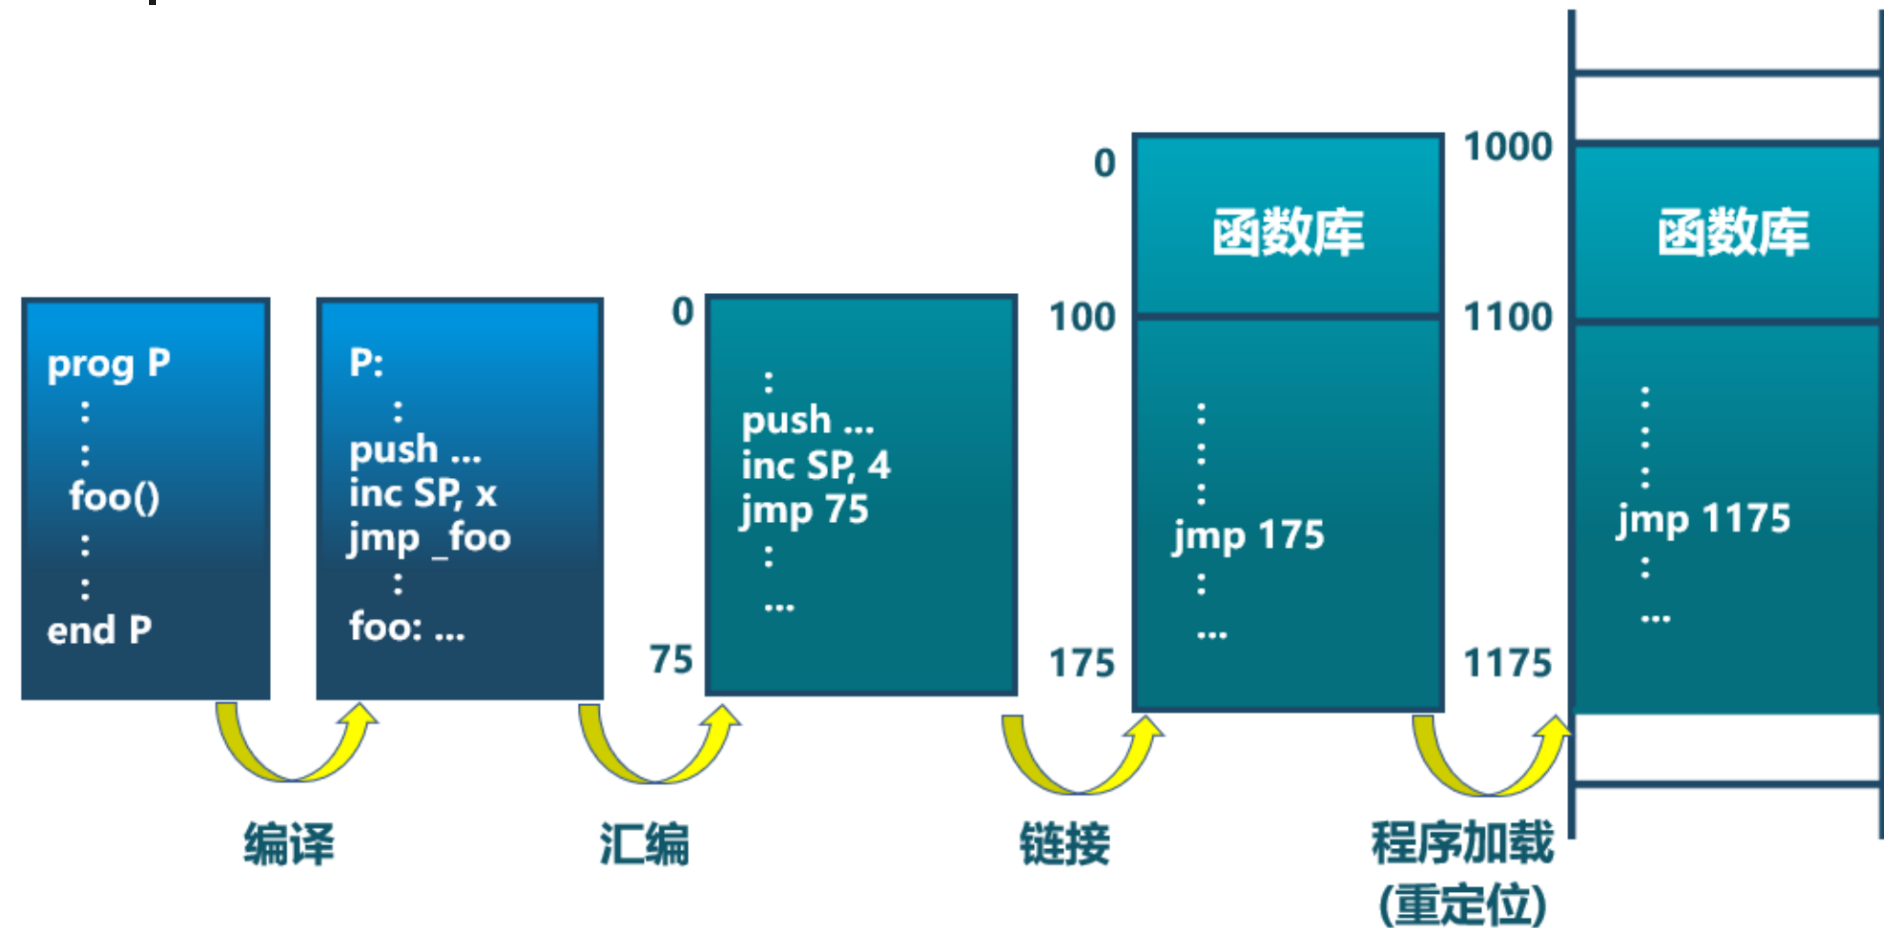 prog P
:
:
foo()
:
:
end P
P:
:
push ...
inc SP, x
jmp _foo
:
foo: ...
0
:
push ...
inc SP, 4
jmp 75
:
...
75
0
函数库
100
:
:
:
jmp 175
:
...
175
1000
函数库
1100
:
:
:
jmp 1175
:
...
1175
编译
汇编
链接
程序加载
(重定位)